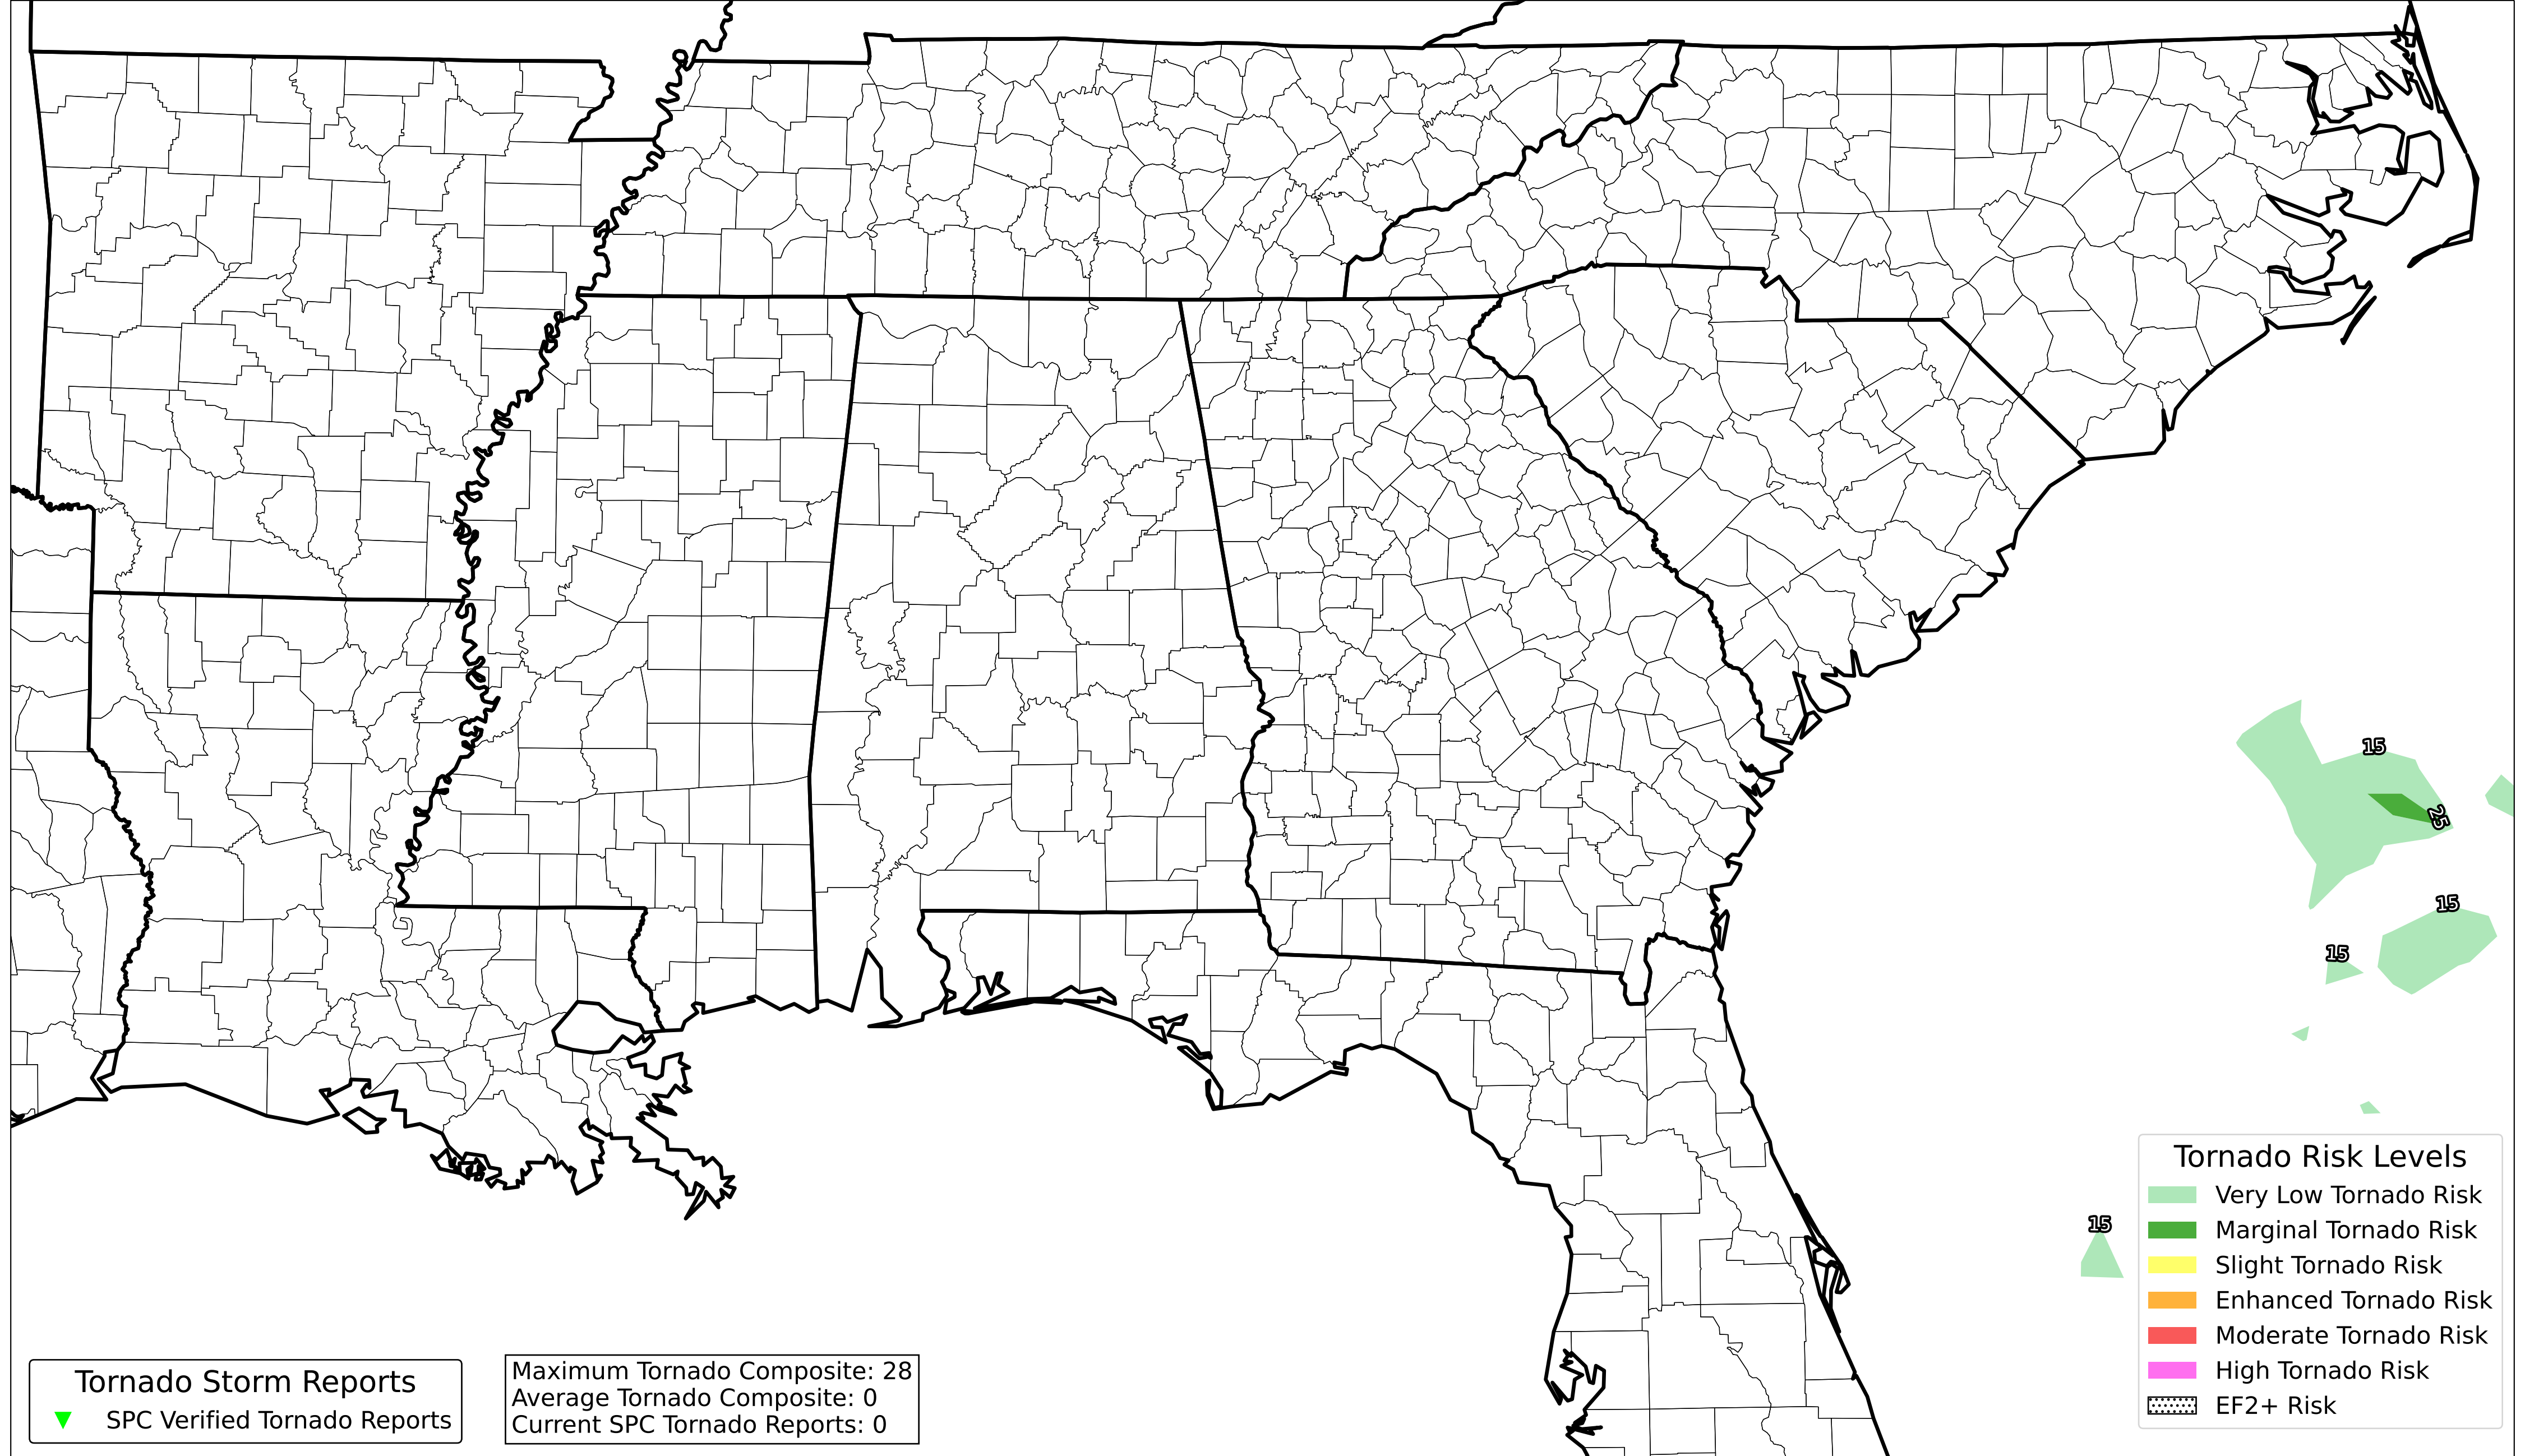 15
25
15
15
15
Tornado Risk Levels
Very Low Tornado Risk
Marginal Tornado Risk
Slight Tornado Risk
Enhanced Tornado Risk
Moderate Tornado Risk
High Tornado Risk
EF2+ Risk
Tornado Storm Reports
SPC Verified Tornado Reports
Maximum Tornado Composite: 28
Average Tornado Composite: 0
Current SPC Tornado Reports: 0